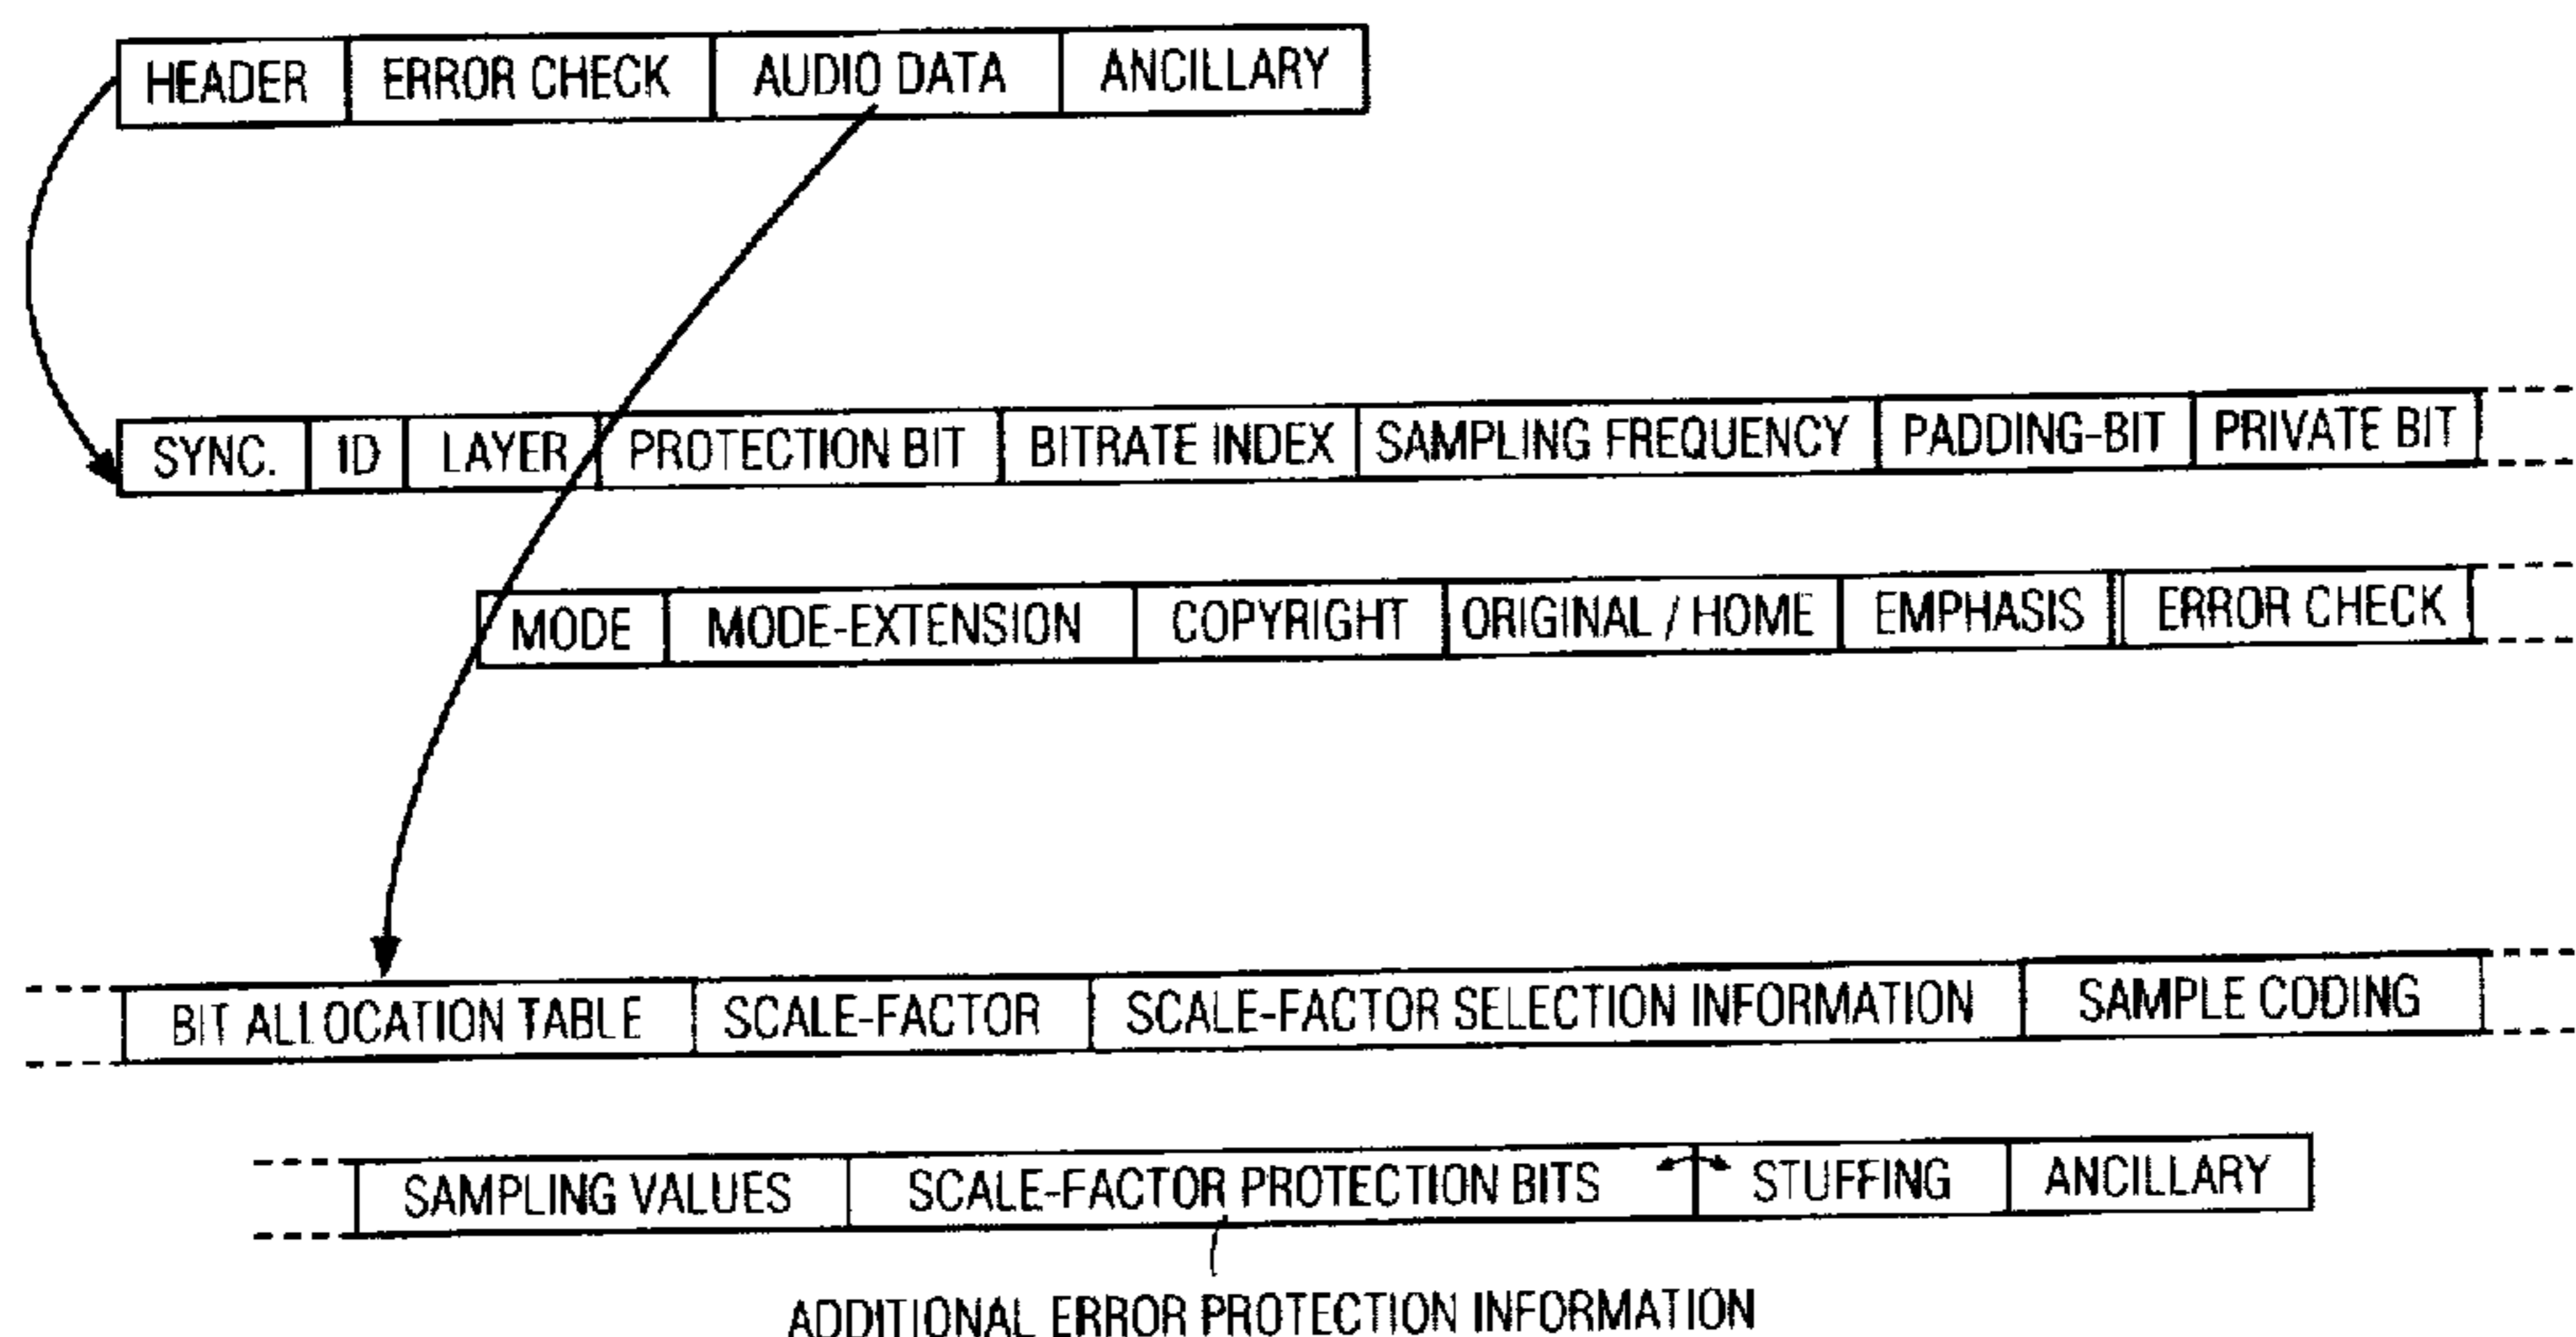 HEADER ERROR CHECK AUDIO DATA ANCILLARY
SYNC. ID LAYER PROTECTION BIT BITRATE INDEX SAMPLING FREQUENCY PADDING-BIT PRIVATE BIT
MODE MODE-EXTENSION COPYRIGHT ORIGINAL / HOME EMPHASIS ERROR CHECK
BIT ALLOCATION TABLE SCALE-FACTOR SCALE-FACTOR SELECTION INFORMATION SAMPLE CODING
SAMPLING VALUES SCALE-FACTOR PROTECTION BITS STUFFING ANCILLARY
ADDITIONAL ERROR PROTECTION INFORMATION